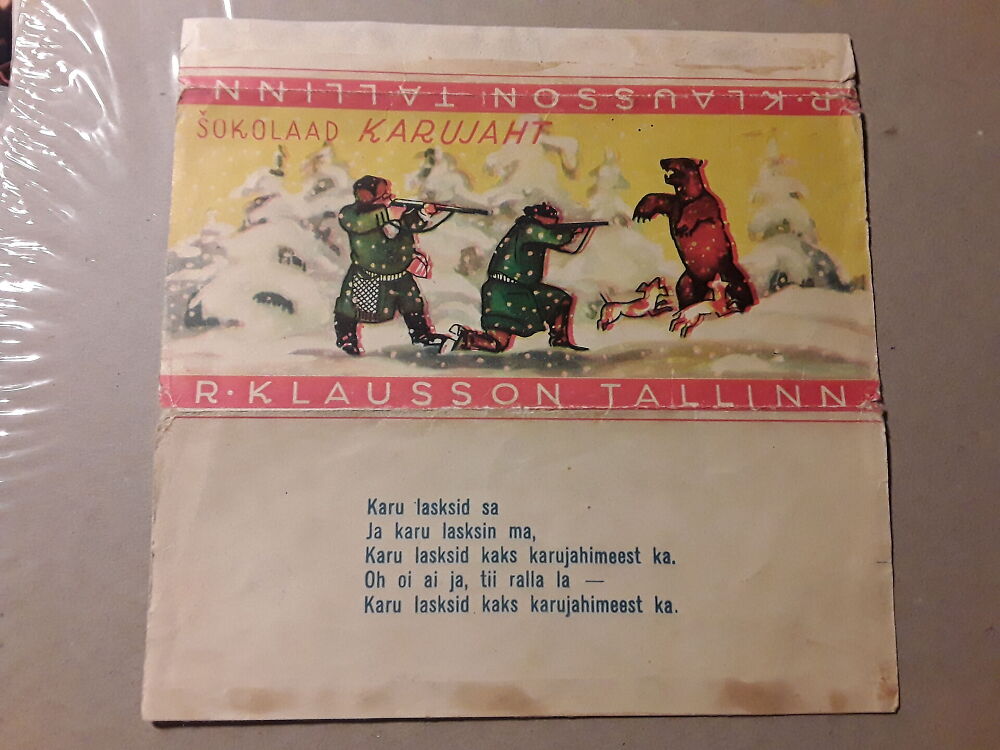 R·KLAUSSON TALLINN
ŠOKOLAAD KARUJAHT
R·KLAUSSON TALLINN
Karu lasksid sa
Ja karu lasksin ma,
Karu lasksid kaks karujahimeest ka.
Oh oi ai ja, tii ralla la —
Karu lasksid kaks karujahimeest ka.